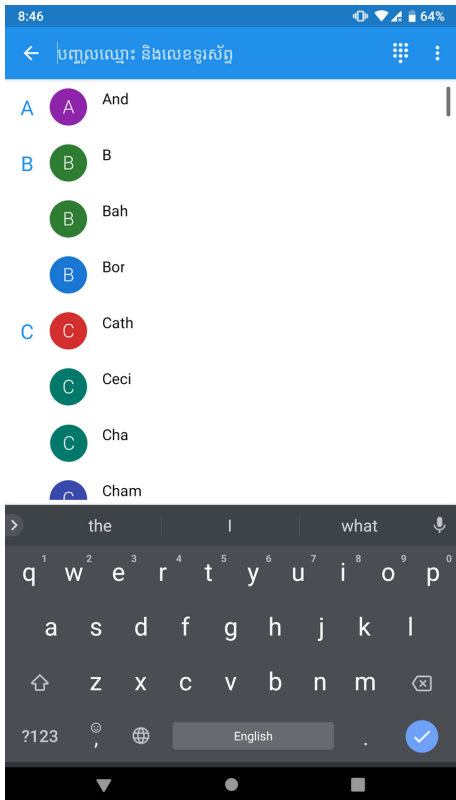 8:46
64%
បញ្ចូលឈ្មោះ និងលេខទូរស័ព្ទ
A A And
B B B
B Bah
B Bor
C C Cath
C Ceci
C Cha
C Cham
the I what
q 1 w 2 e 3 r 4 t 5 y 6 u 7 i 8 o 9 p 0
a s d f g h j k l
z x c v b n m
?123 , English .